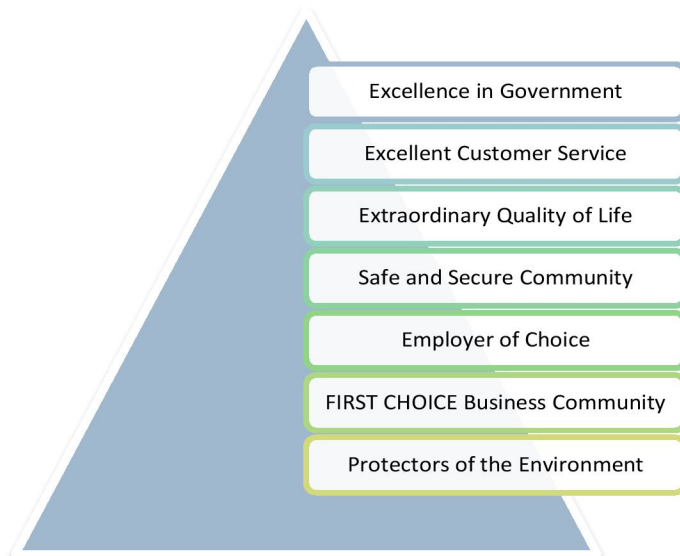 Excellence in Government
Excellent Customer Service
Extraordinary Quality of Life
Safe and Secure Community
Employer of Choice
FIRST CHOICE Business Community
Protectors of the Environment